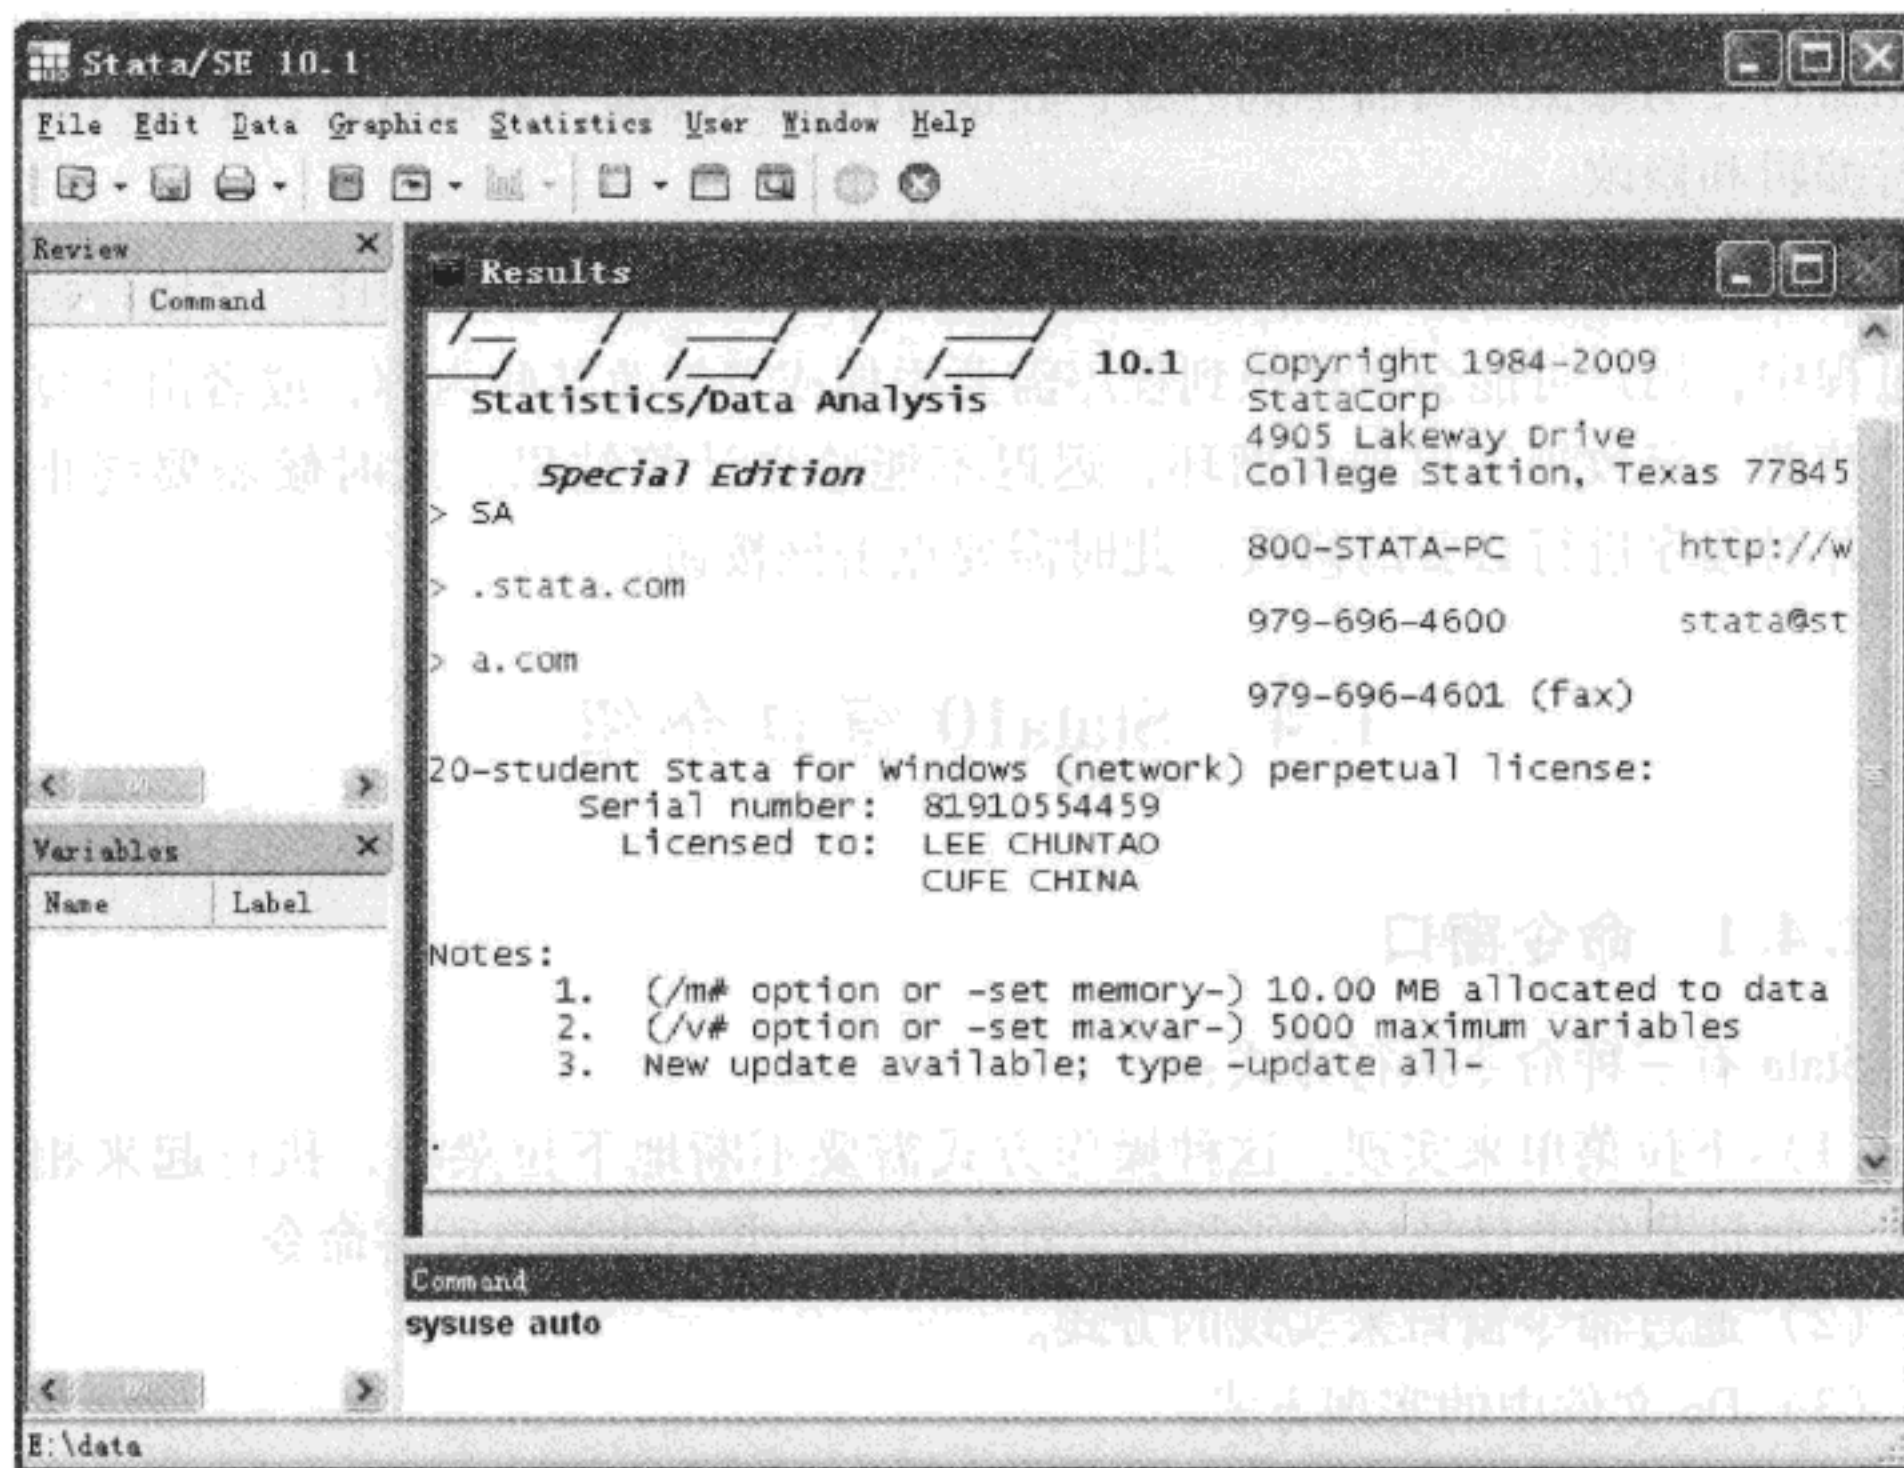 Stata/SE 10.1
File Edit Data Graphics Statistics User Window Help
Review
Command
Variables
Name Label
Results
10.1 Copyright 1984-2009
Statistics/Data Analysis StataCorp
4905 Lakeway Drive
Special Edition College Station, Texas 77845
> SA
800-STATA-PC http://w
> .stata.com
979-696-4600 stata@st
> a.com
979-696-4601 (fax)
20-student Stata for Windows (network) perpetual license:
Serial number: 81910554459
Licensed to: LEE CHUNTAO
CUFE CHINA
Notes:
1. (/m# option or -set memory-) 10.00 MB allocated to data
2. (/v# option or -set maxvar-) 5000 maximum variables
3. New update available; type -update all-
.
Command
sysuse auto
E:\data